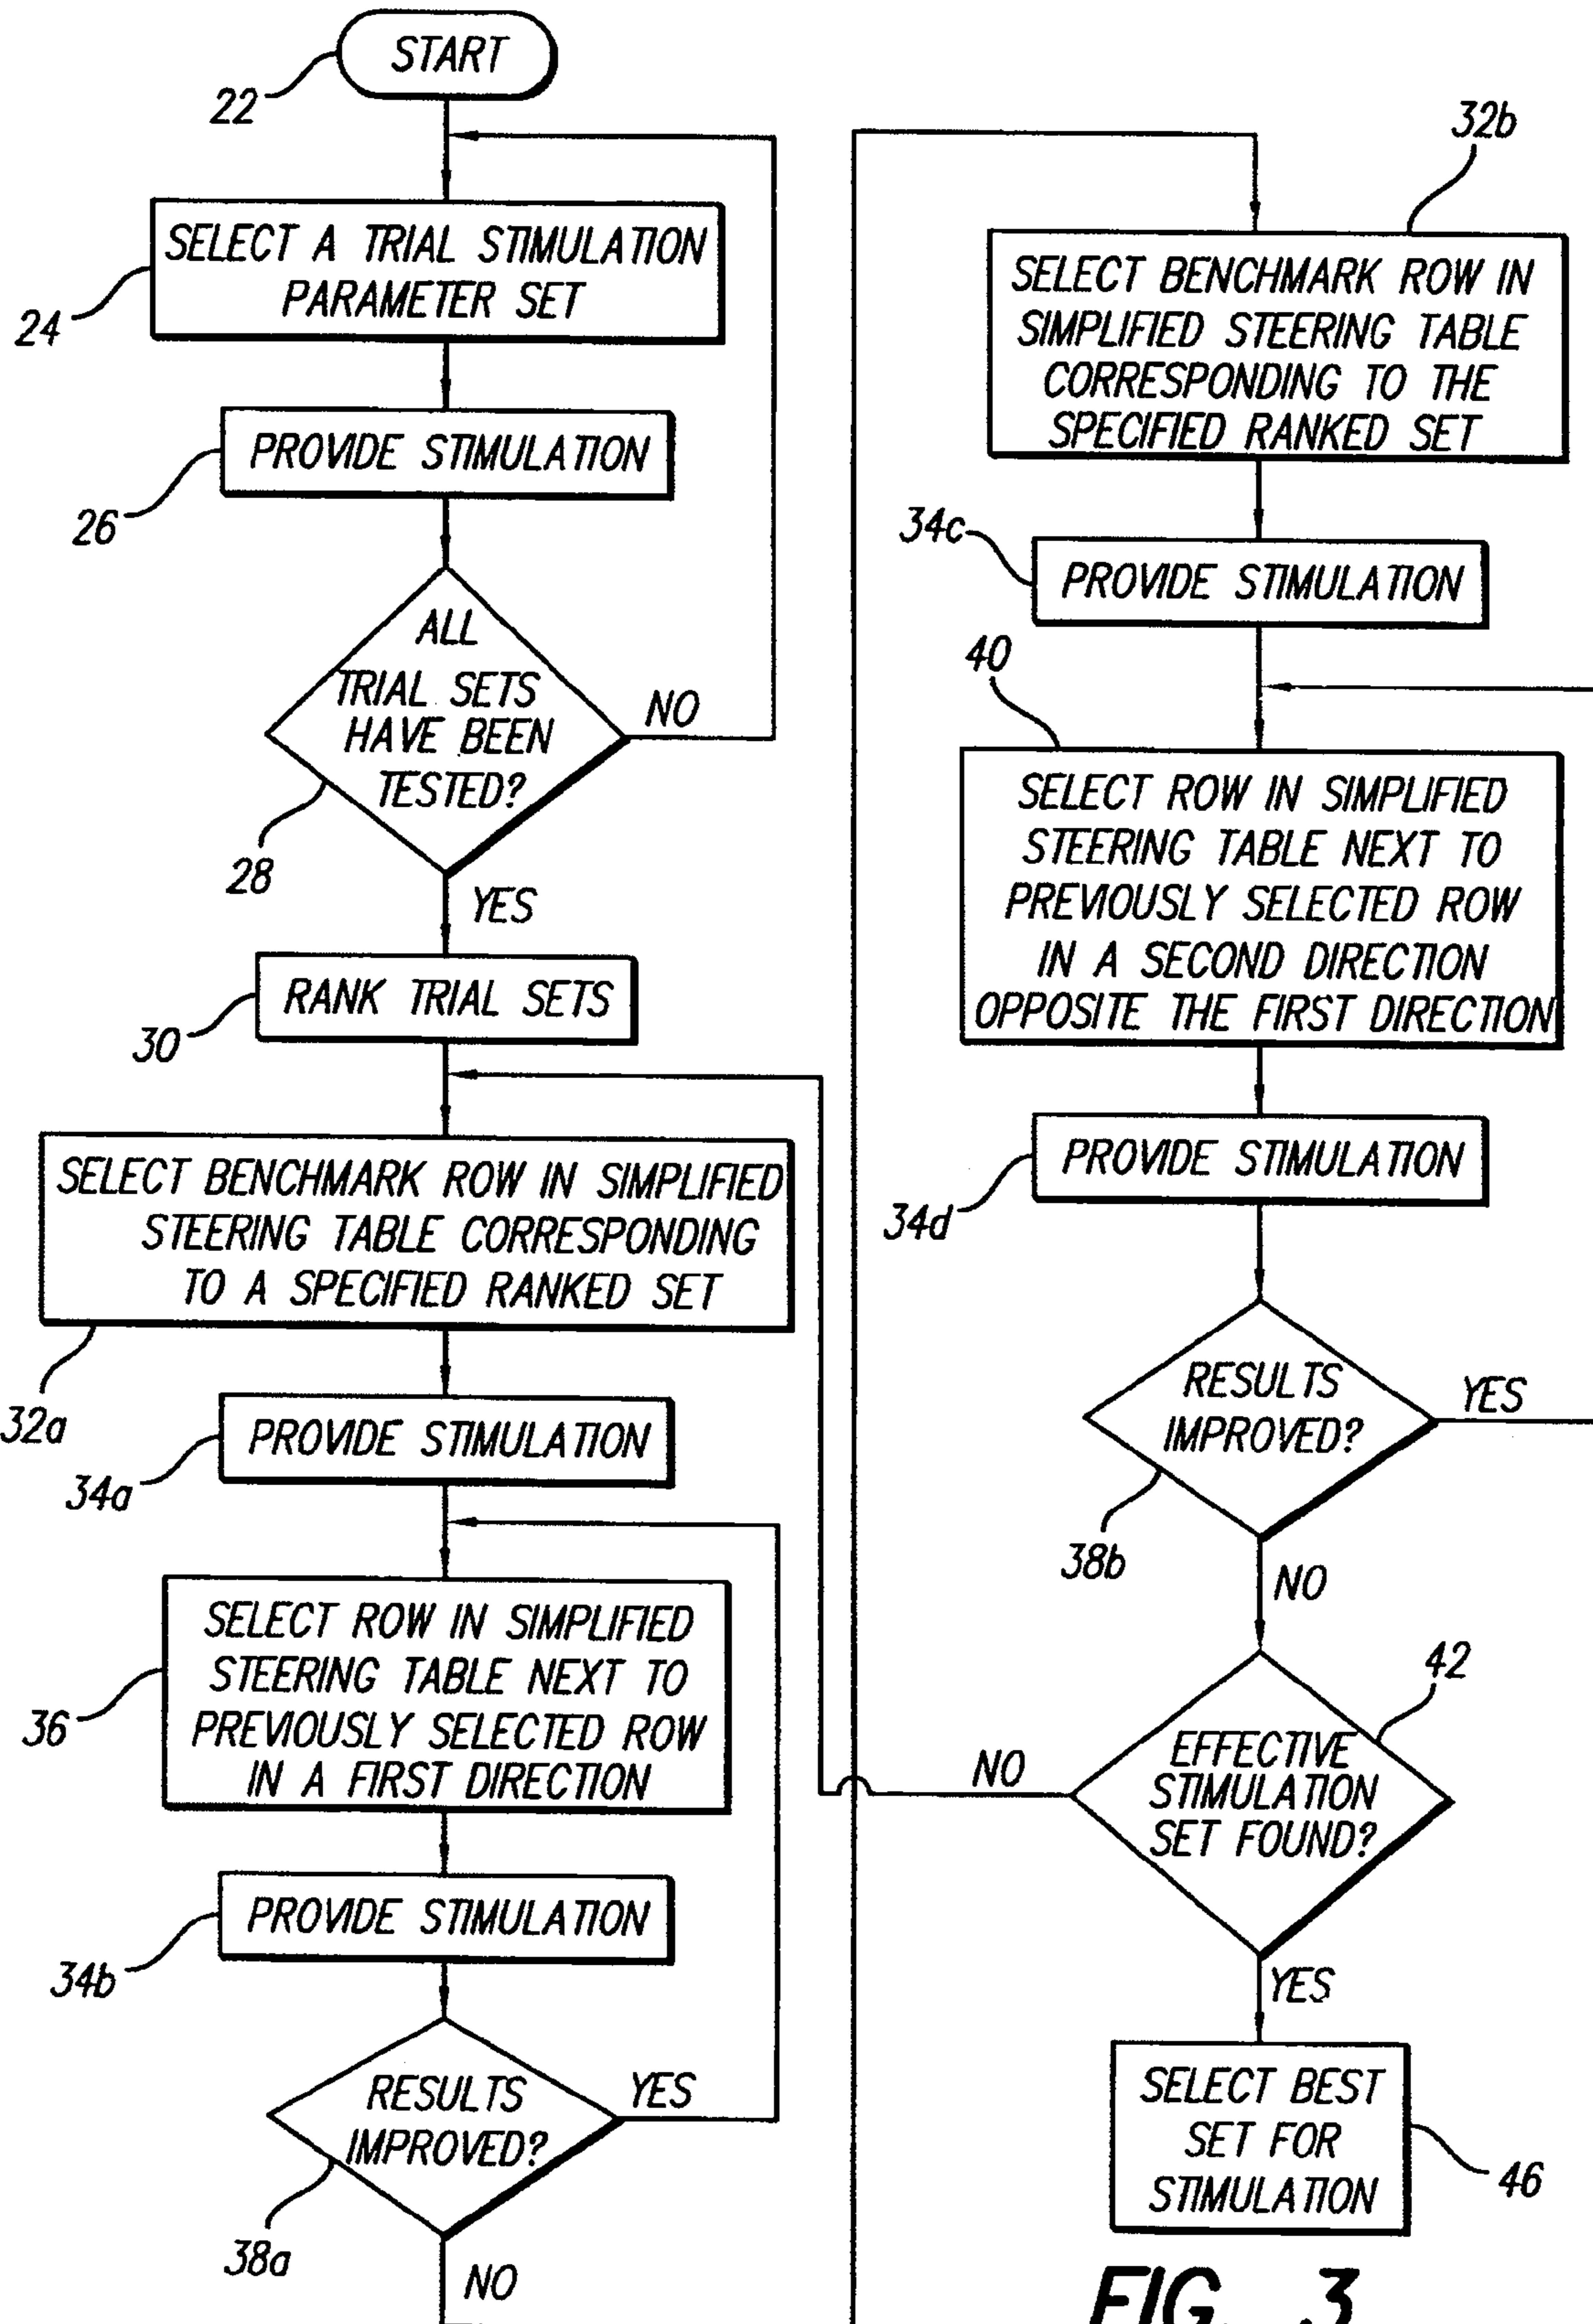 START
22
SELECT A TRIAL STIMULATION
PARAMETER SET
24
PROVIDE STIMULATION
26
ALL
TRIAL SETS
HAVE BEEN
TESTED?
NO
28
YES
RANK TRIAL SETS
30
SELECT BENCHMARK ROW IN SIMPLIFIED
STEERING TABLE CORRESPONDING
TO A SPECIFIED RANKED SET
32a
PROVIDE STIMULATION
34a
SELECT ROW IN SIMPLIFIED
STEERING TABLE NEXT TO
PREVIOUSLY SELECTED ROW
IN A FIRST DIRECTION
36
PROVIDE STIMULATION
34b
RESULTS
IMPROVED?
YES
38a
NO
32b
SELECT BENCHMARK ROW IN
SIMPLIFIED STEERING TABLE
CORRESPONDING TO THE
SPECIFIED RANKED SET
34c
PROVIDE STIMULATION
40
SELECT ROW IN SIMPLIFIED
STEERING TABLE NEXT TO
PREVIOUSLY SELECTED ROW
IN A SECOND DIRECTION
OPPOSITE THE FIRST DIRECTION
PROVIDE STIMULATION
34d
RESULTS
IMPROVED?
YES
38b
NO
42
EFFECTIVE
STIMULATION
SET FOUND?
NO
YES
SELECT BEST
SET FOR
STIMULATION
46
FIG. 3